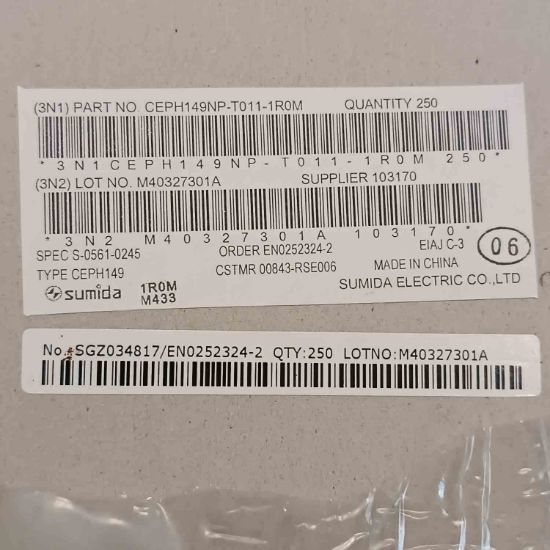 (3N1) PART NO. CEPH149NP-T011-1R0M QUANTITY 250
*3N1CEPH149NP-T011-1R0M 250*
(3N2) LOT NO. M40327301A SUPPLIER 103170
*3N2 M40327301A 103170*
SPEC S-0561-0245 ORDER EN0252324-2 EIAJ C-3 06
TYPE CEPH149 CSTMR 00843-RSE006 MADE IN CHINA
sumida 1R0M SUMIDA ELECTRIC CO.,LTD
M433
No.:SGZ034817/EN0252324-2 QTY:250 LOTNO:M40327301A